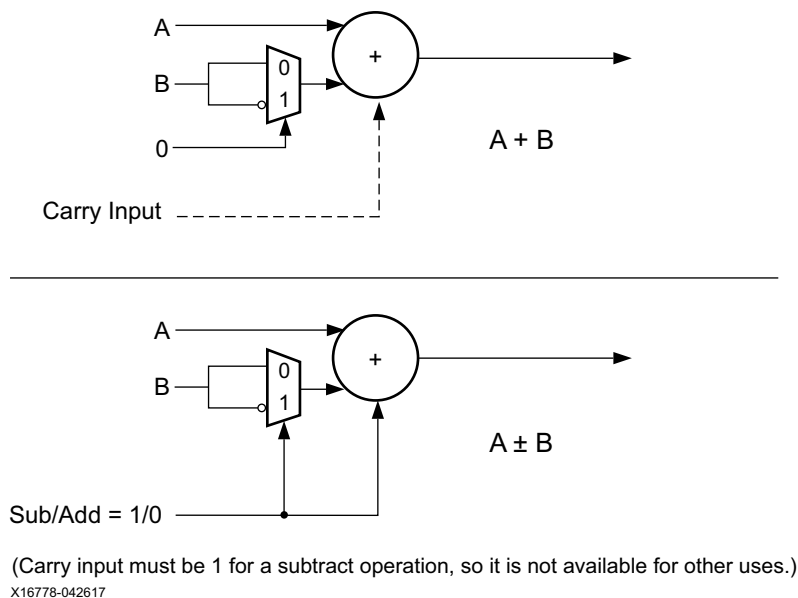 A
B
0
1
+
0
A + B
Carry Input
A
B
0
1
+
A ± B
Sub/Add = 1/0
(Carry input must be 1 for a subtract operation, so it is not available for other uses.)
X16778-042617